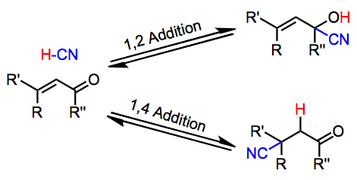 OH
R'
CN
R R"
1,2 Addition
H-CN
R' O
R R"
1,4 Addition
H
R' O
NC
R R"